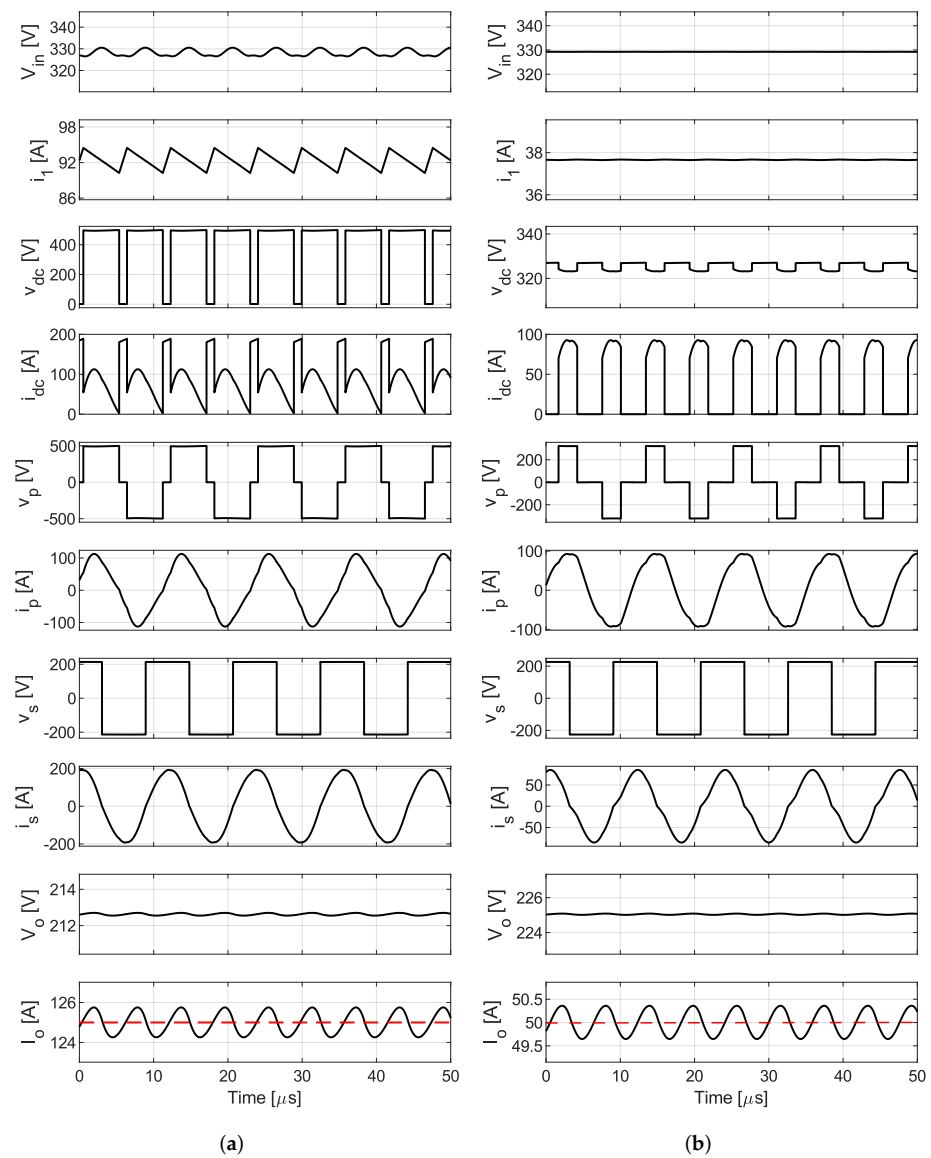 340
330
320
V_in [V]
98
92
86
i_1 [A]
400
200
0
v_dc [V]
200
100
0
i_dc [A]
500
0
-500
v_p [V]
100
0
-100
i_p [A]
200
0
-200
v_s [V]
200
0
-200
i_s [A]
214
212
V_o [V]
126
124
I_o [A]
0 10 20 30 40 50
Time [μs]
(a)
340
330
320
V_in [V]
38
36
i_1 [A]
340
320
v_dc [V]
100
50
0
i_dc [A]
200
0
-200
v_p [V]
100
0
-100
i_p [A]
200
0
-200
v_s [V]
50
0
-50
i_s [A]
226
224
V_o [V]
50.5
50
49.5
I_o [A]
0 10 20 30 40 50
Time [μs]
(b)